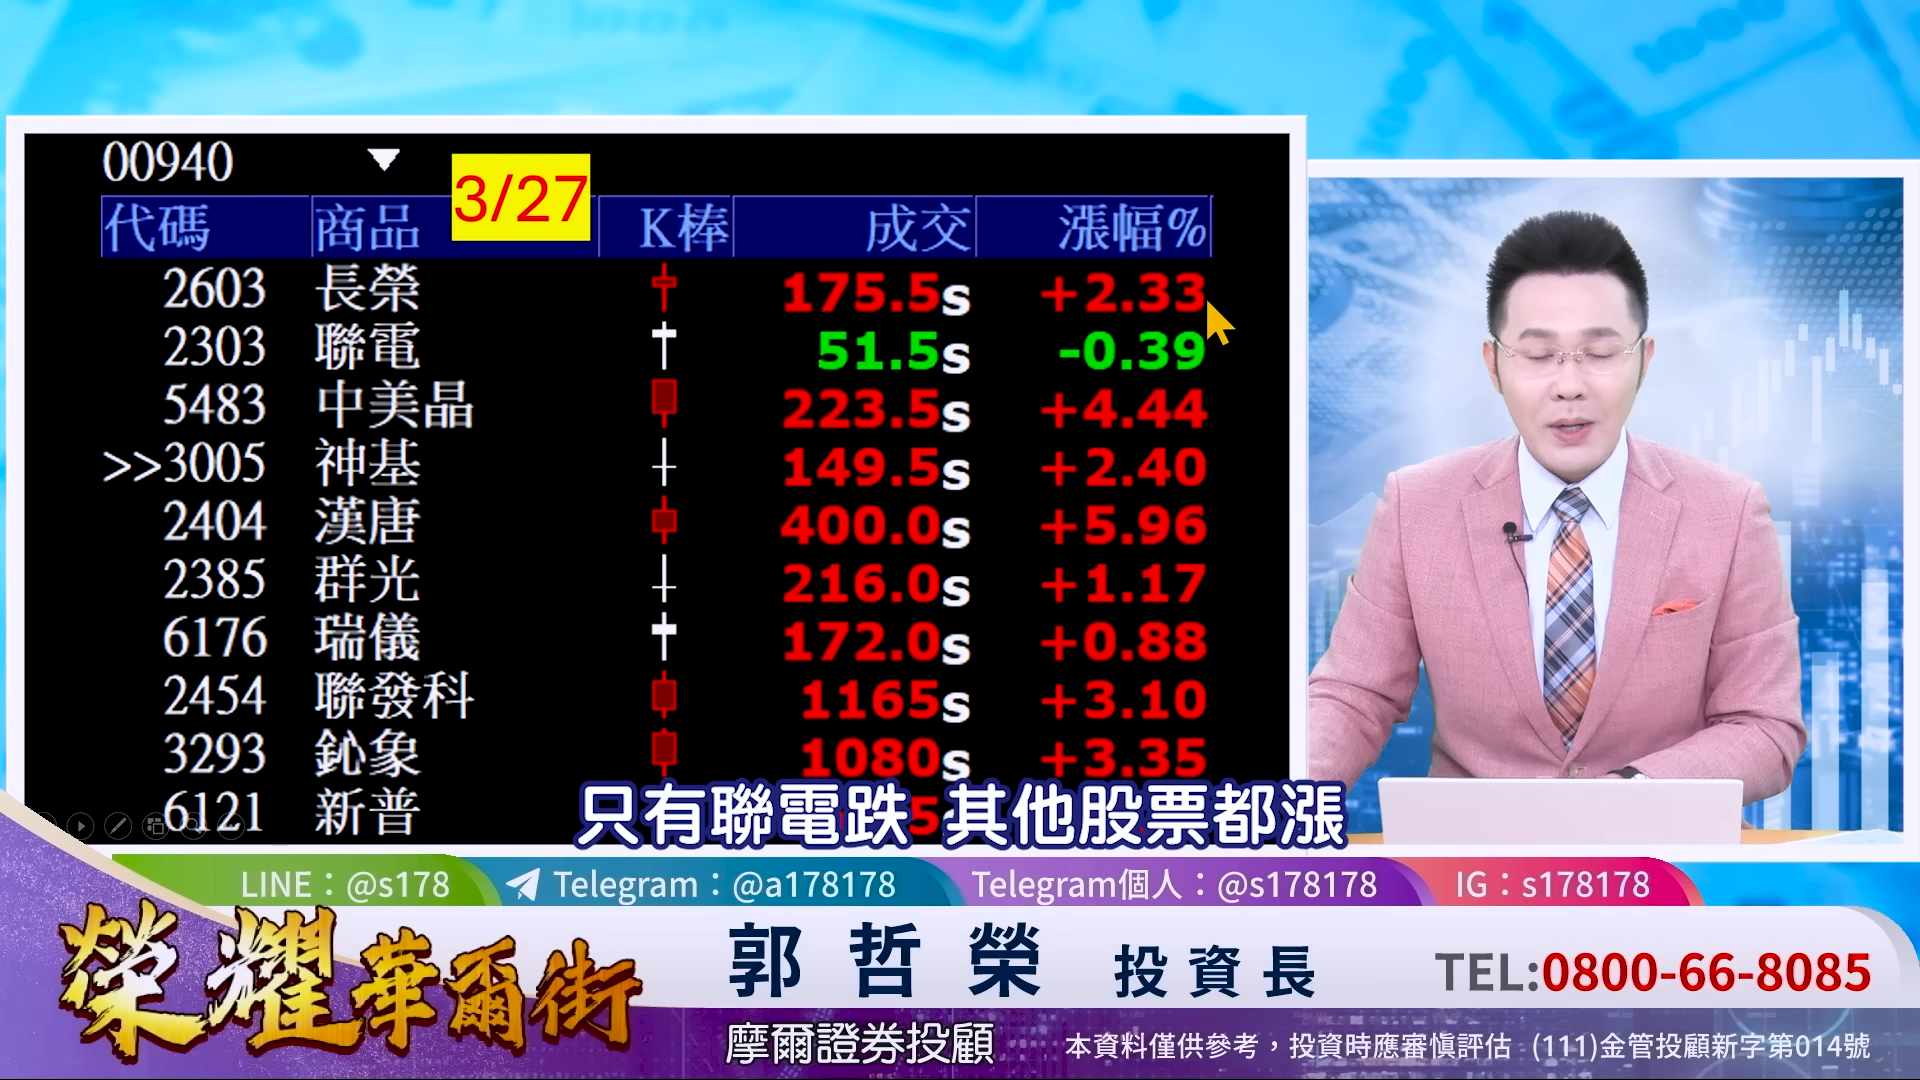 00940
3/27
代碼 商品 K棒 成交 漲幅%
2603 長榮 175.5s +2.33
2303 聯電 51.5s -0.39
5483 中美晶 223.5s +4.44
>>3005 神基 149.5s +2.40
2404 漢唐 400.0s +5.96
2385 群光 216.0s +1.17
6176 瑞儀 172.0s +0.88
2454 聯發科 1165s +3.10
3293 鈊象 1080s +3.35
6121 新普
只有聯電跌 其他股票都漲
LINE：@s178 Telegram：@a178178 Telegram個人：@s178178 IG：s178178
榮耀華爾街
郭哲榮 投資長 TEL:0800-66-8085
摩爾證券投顧 本資料僅供參考，投資時應審慎評估 (111)金管投顧新字第014號